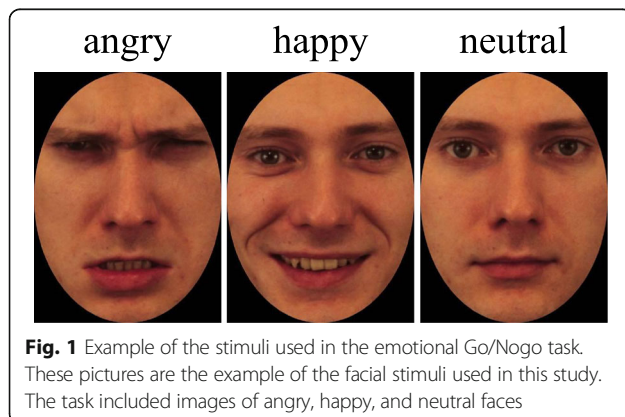 angry happy neutral
Fig. 1 Example of the stimuli used in the emotional Go/Nogo task.
These pictures are the example of the facial stimuli used in this study.
The task included images of angry, happy, and neutral faces